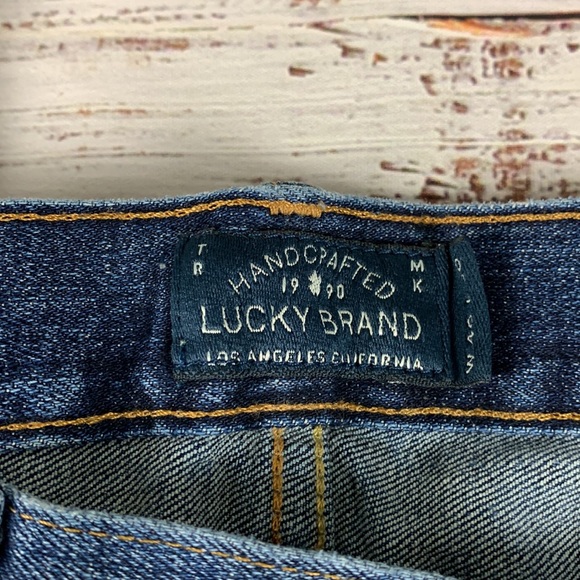 TR MK
HANDCRAFTED
19 90
LUCKY BRAND
LOS ANGELES CALIFORNIA